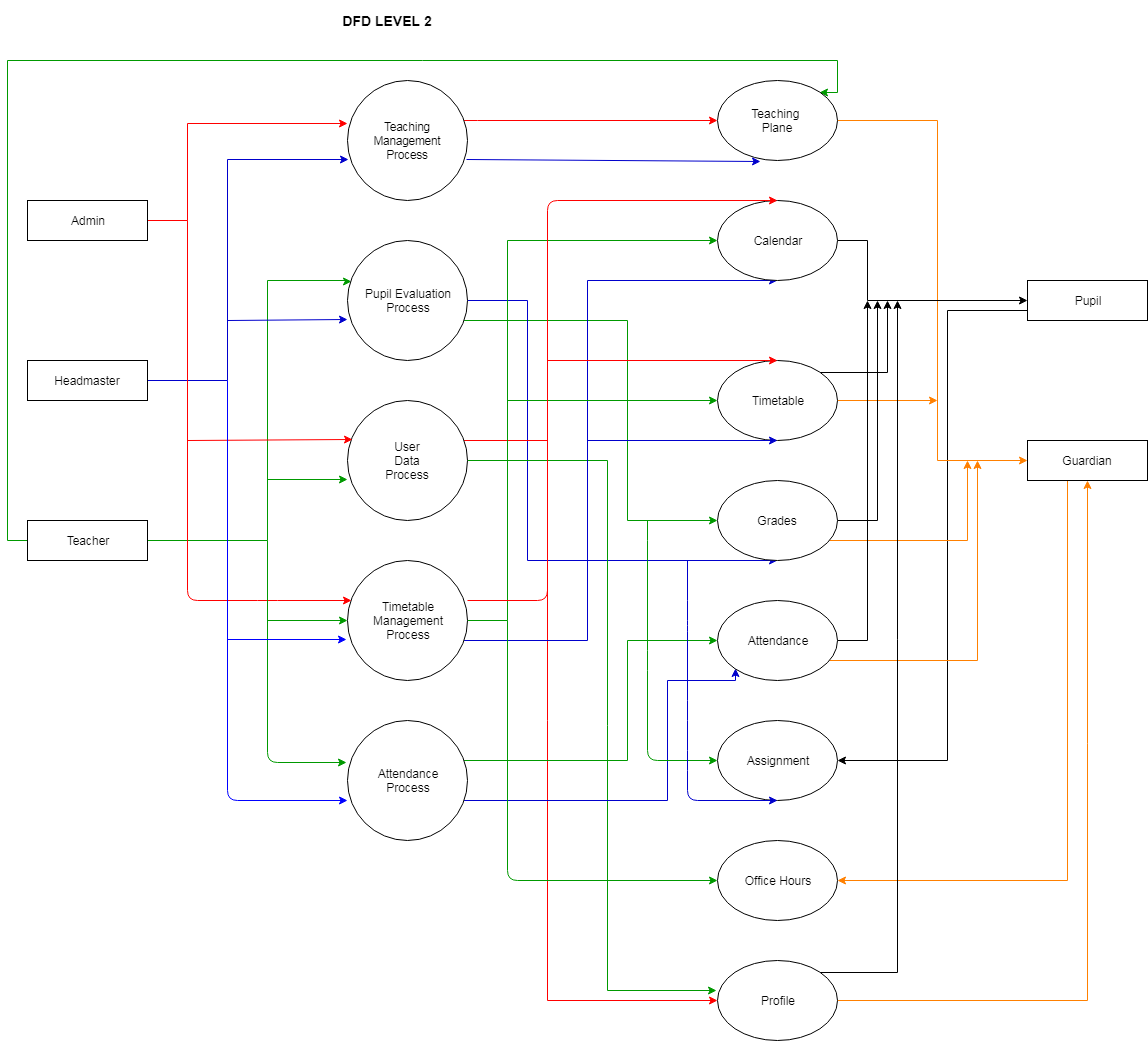 DFD LEVEL 2
Teaching
Management
Process
Teaching
Plane
Admin
Calendar
Pupil Evaluation
Process
Pupil
Headmaster
Timetable
User
Data
Process
Guardian
Grades
Teacher
Timetable
Management
Process
Attendance
Attendance
Process
Assignment
Office Hours
Profile